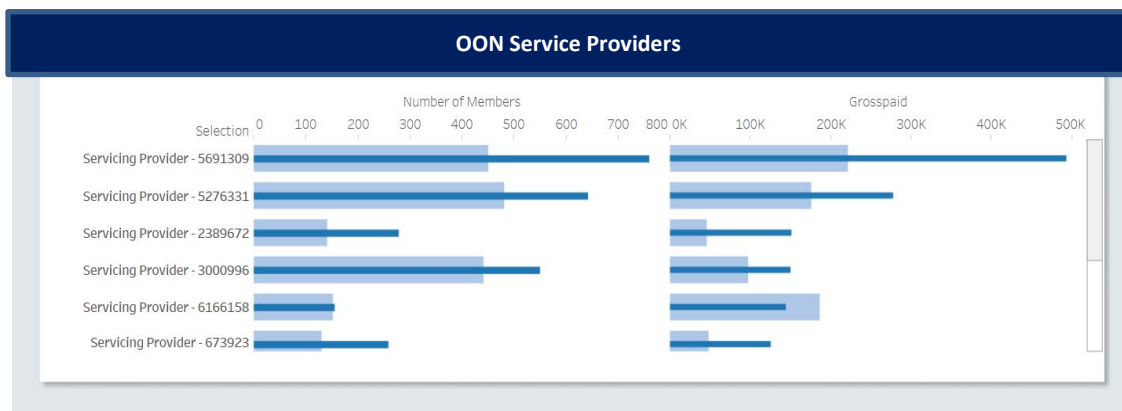 OON Service Providers
Number of Members Grosspaid
Selection 0 100 200 300 400 500 600 700 800 0K 100K 200K 300K 400K 500K
Servicing Provider - 5691309
Servicing Provider - 5276331
Servicing Provider - 2389672
Servicing Provider - 3000996
Servicing Provider - 6166158
Servicing Provider - 673923